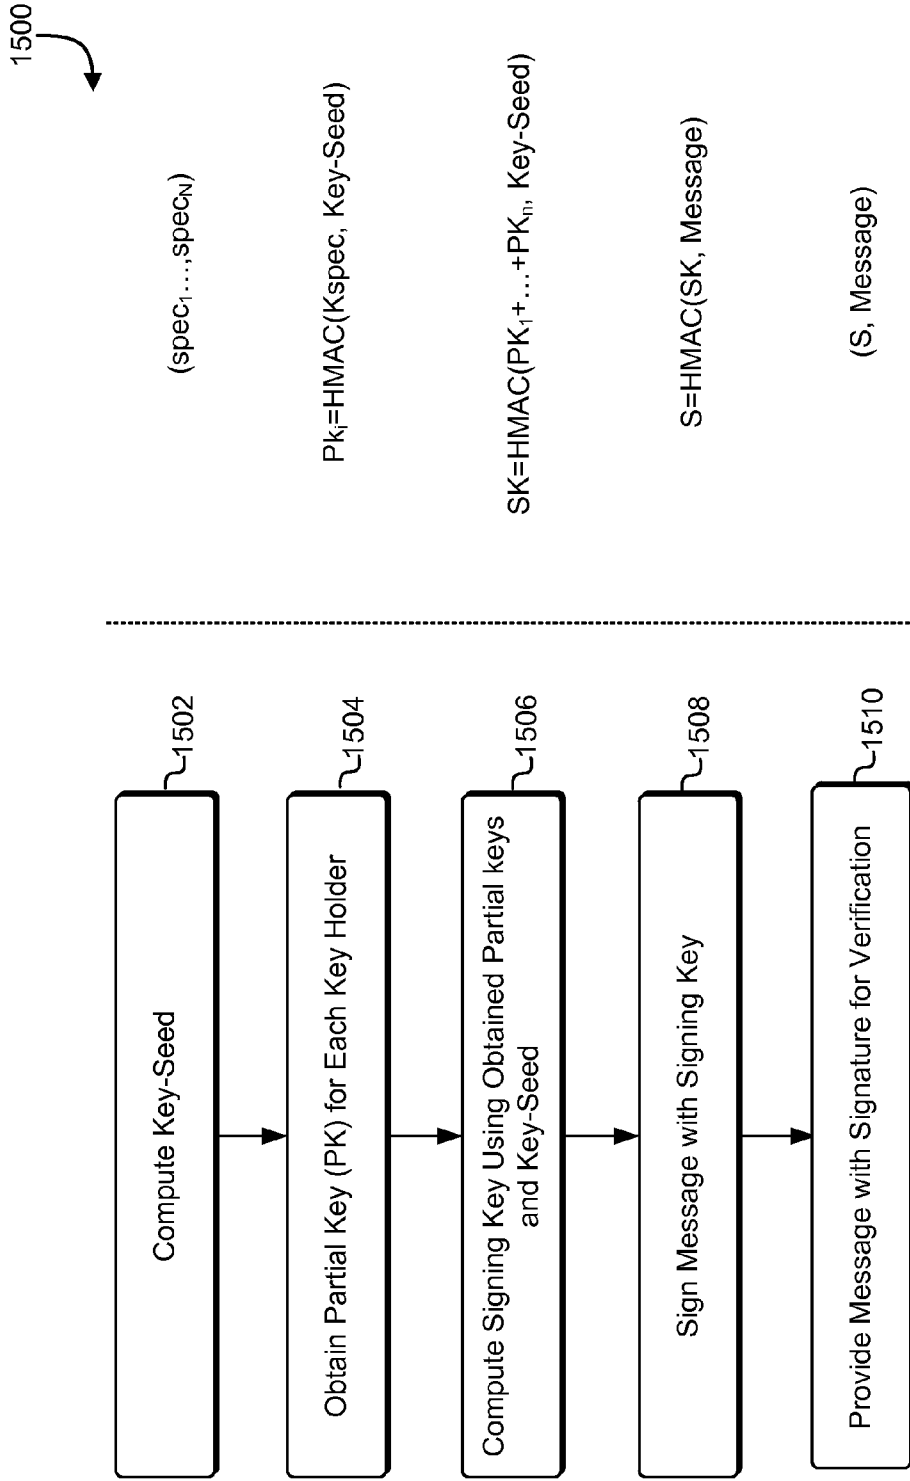 1500
Compute Key-Seed
1502
(spec₁…,specN)
Obtain Partial Key (PK) for Each Key Holder
1504
Pkᵢ=HMAC(Kspec, Key-Seed)
Compute Signing Key Using Obtained Partial keys
and Key-Seed
1506
SK=HMAC(PK₁+…+PKₙ, Key-Seed)
Sign Message with Signing Key
1508
S=HMAC(SK, Message)
Provide Message with Signature for Verification
1510
(S, Message)